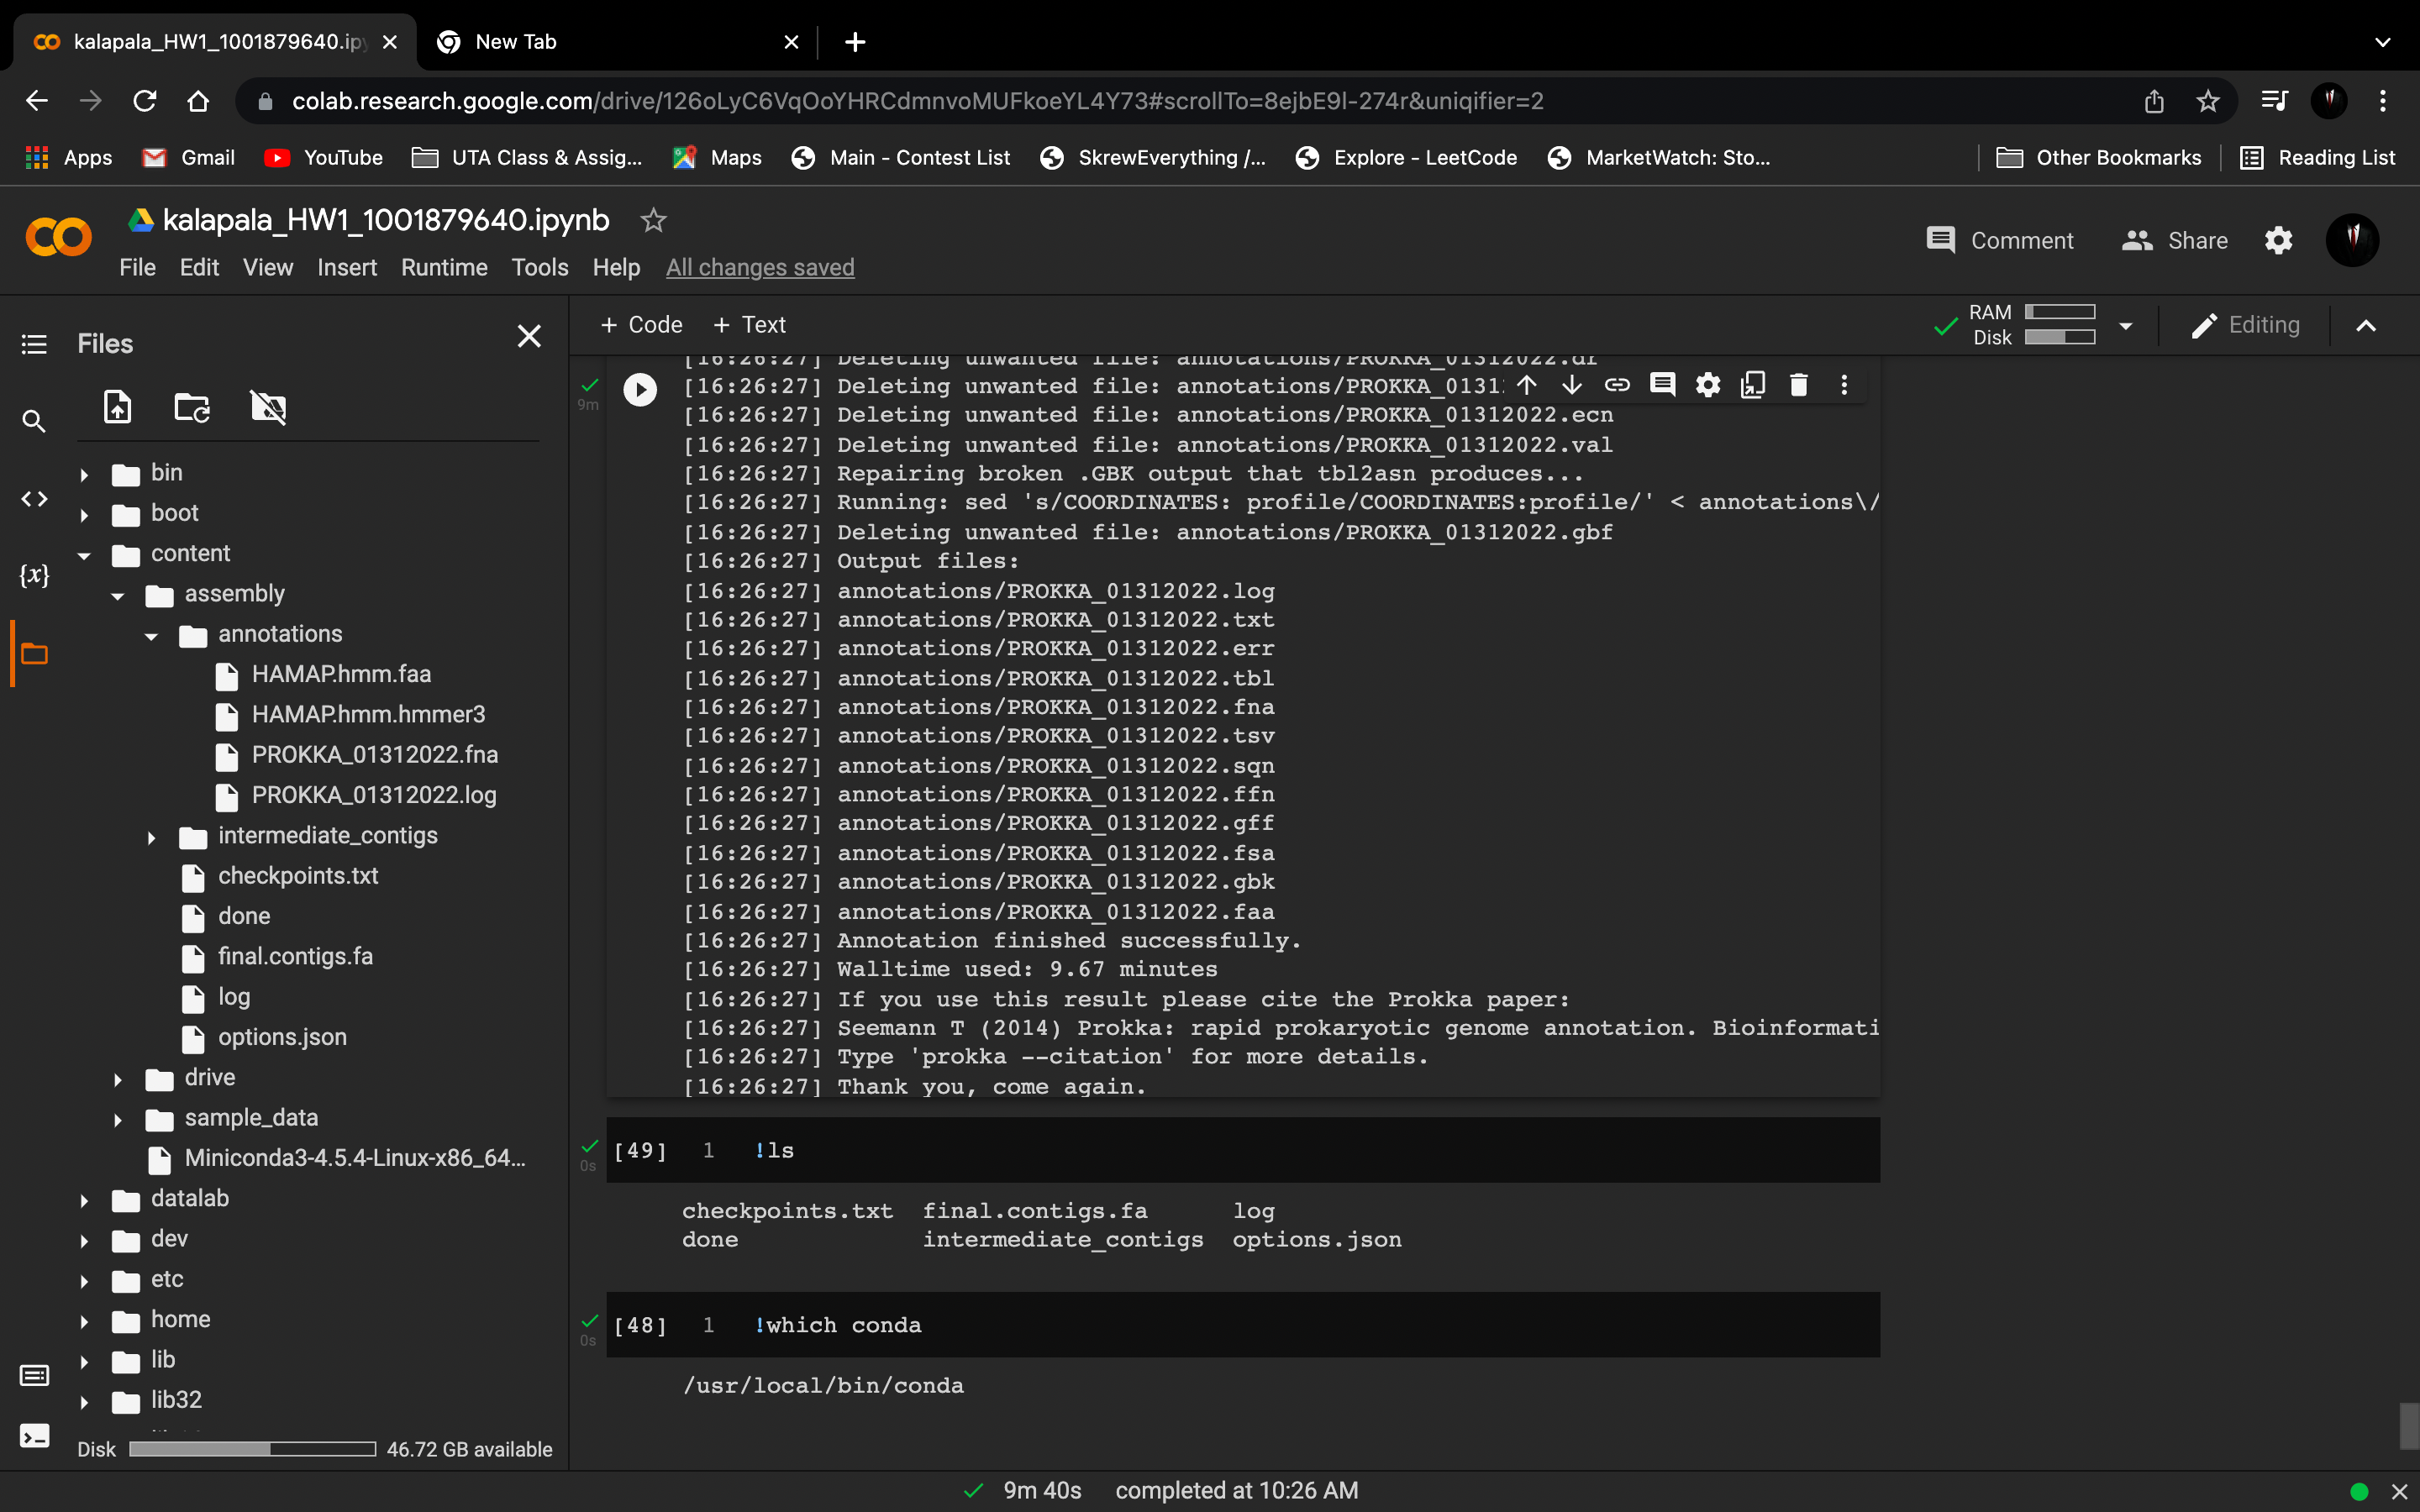 kalapala_HW1_1001879640.ip
New Tab
colab.research.google.com/drive/126oLyC6VqOoYHRCdmnvoMUFkoeYL4Y73#scrollTo=8ejbE9l-274r&uniqifier=2
Apps Gmail YouTube UTA Class & Assig... Maps Main - Contest List SkrewEverything /... Explore - LeetCode MarketWatch: Sto... Other Bookmarks Reading List
kalapala_HW1_1001879640.ipynb
Comment Share
File Edit View Insert Runtime Tools Help All changes saved
Files
+ Code + Text
RAM
Disk
Editing
bin
boot
content
assembly
annotations
HAMAP.hmm.faa
HAMAP.hmm.hmmer3
PROKKA_01312022.fna
PROKKA_01312022.log
intermediate_contigs
checkpoints.txt
done
final.contigs.fa
log
options.json
drive
sample_data
Miniconda3-4.5.4-Linux-x86_64...
datalab
dev
etc
home
lib
lib32
Disk 46.72 GB available
9m
[16:26:27] Deleting unwanted file: annotations/PROKKA_01312022.dr
[16:26:27] Deleting unwanted file: annotations/PROKKA_0131
[16:26:27] Deleting unwanted file: annotations/PROKKA_01312022.ecn
[16:26:27] Deleting unwanted file: annotations/PROKKA_01312022.val
[16:26:27] Repairing broken .GBK output that tbl2asn produces...
[16:26:27] Running: sed 's/COORDINATES: profile/COORDINATES:profile/' < annotations\/
[16:26:27] Deleting unwanted file: annotations/PROKKA_01312022.gbf
[16:26:27] Output files:
[16:26:27] annotations/PROKKA_01312022.log
[16:26:27] annotations/PROKKA_01312022.txt
[16:26:27] annotations/PROKKA_01312022.err
[16:26:27] annotations/PROKKA_01312022.tbl
[16:26:27] annotations/PROKKA_01312022.fna
[16:26:27] annotations/PROKKA_01312022.tsv
[16:26:27] annotations/PROKKA_01312022.sqn
[16:26:27] annotations/PROKKA_01312022.ffn
[16:26:27] annotations/PROKKA_01312022.gff
[16:26:27] annotations/PROKKA_01312022.fsa
[16:26:27] annotations/PROKKA_01312022.gbk
[16:26:27] annotations/PROKKA_01312022.faa
[16:26:27] Annotation finished successfully.
[16:26:27] Walltime used: 9.67 minutes
[16:26:27] If you use this result please cite the Prokka paper:
[16:26:27] Seemann T (2014) Prokka: rapid prokaryotic genome annotation. Bioinformati
[16:26:27] Type 'prokka --citation' for more details.
[16:26:27] Thank you, come again.
0s
[49] 1 !ls
checkpoints.txt final.contigs.fa log
done intermediate_contigs options.json
0s
[48] 1 !which conda
/usr/local/bin/conda
9m 40s completed at 10:26 AM